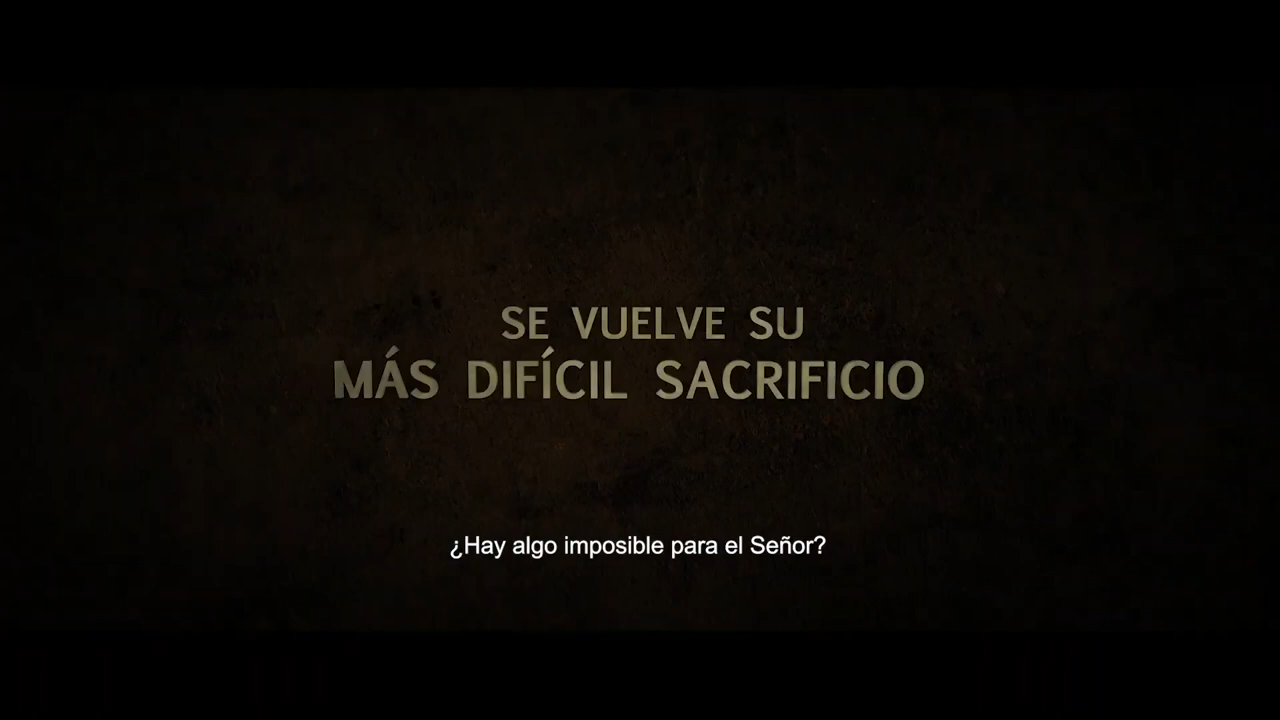 SE VUELVE SU
MÁS DIFÍCIL SACRIFICIO
¿Hay algo imposible para el Señor?